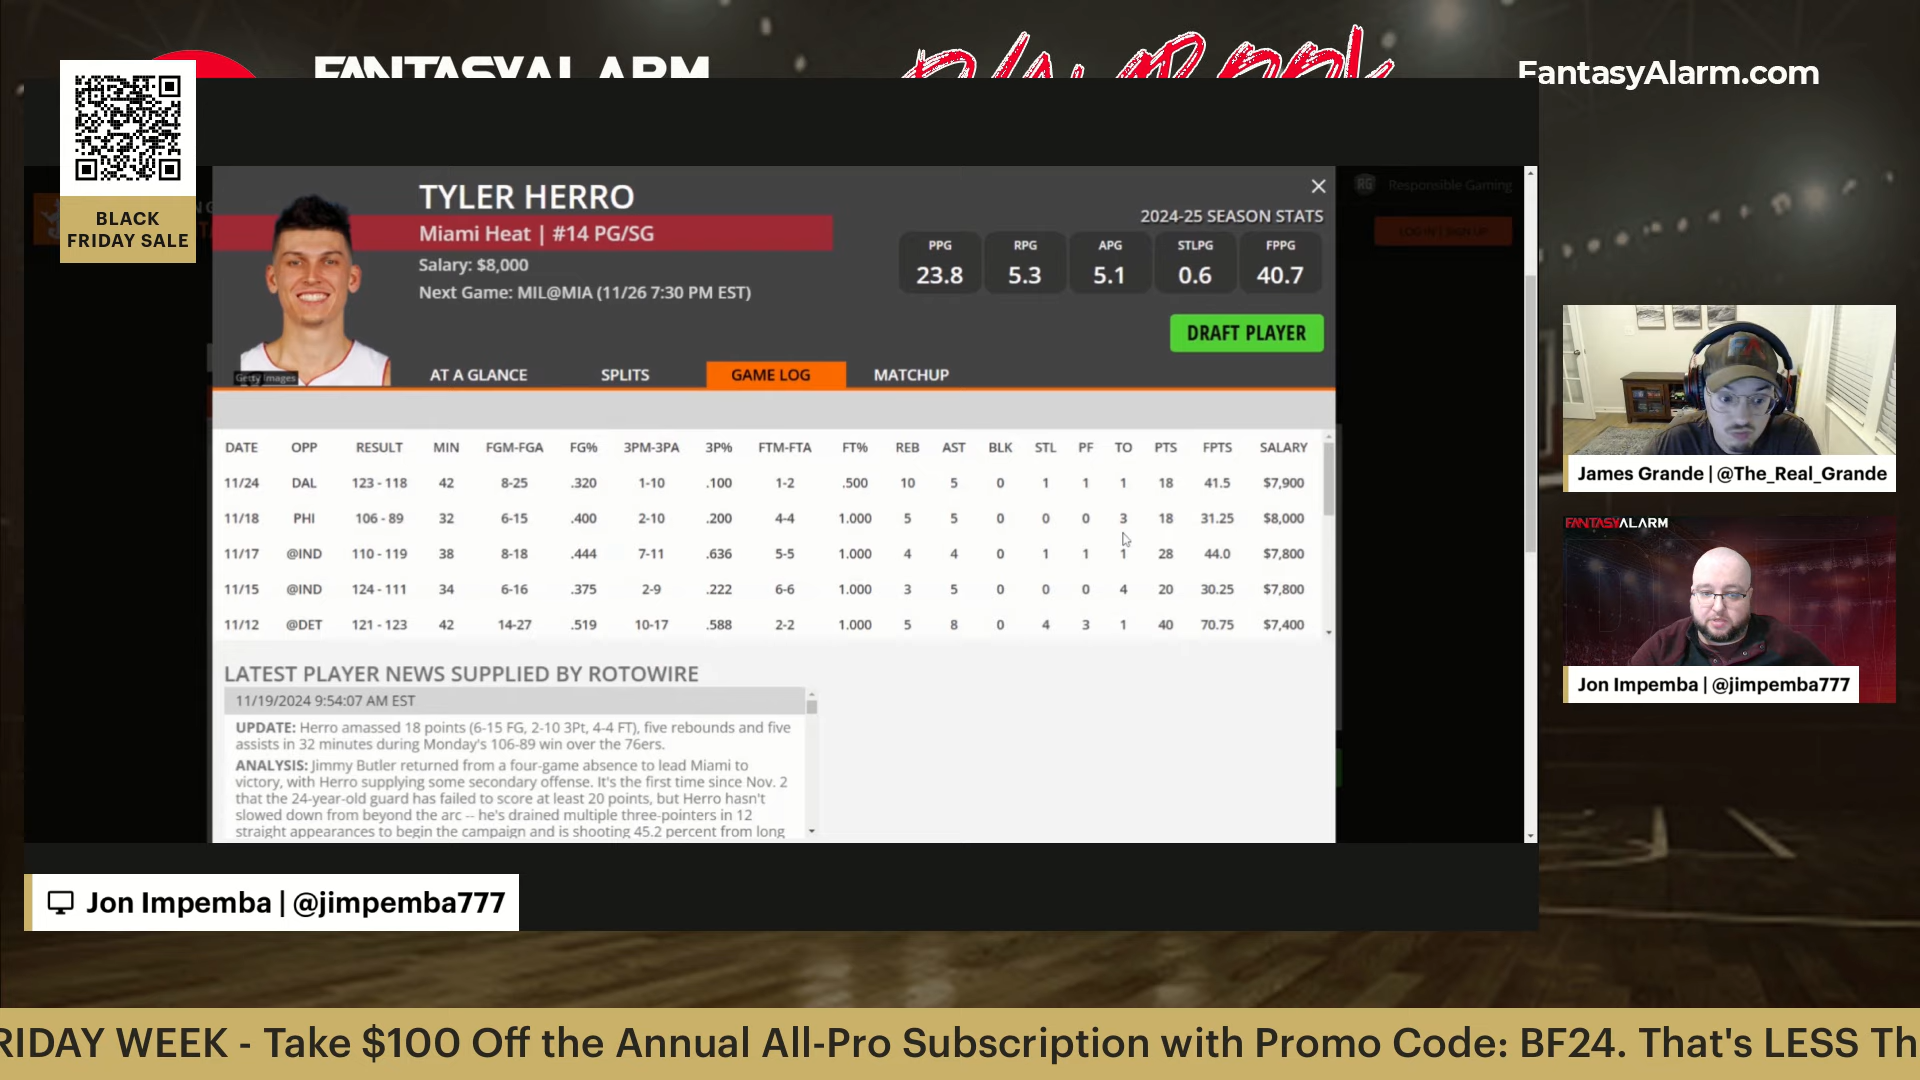 FANTASYALARM
PLAYBOOK
FantasyAlarm.com
BLACK
FRIDAY SALE
TYLER HERRO
Miami Heat | #14 PG/SG
Salary: $8,000
Next Game: MIL@MIA (11/26 7:30 PM EST)
RG Responsible Gaming
LOG IN | SIGN UP
2024-25 SEASON STATS
PPG RPG APG STLPG FPPG
23.8 5.3 5.1 0.6 40.7
DRAFT PLAYER
Getty Images
AT A GLANCE SPLITS GAME LOG MATCHUP
DATE OPP RESULT MIN FGM-FGA FG% 3PM-3PA 3P% FTM-FTA FT% REB AST BLK STL PF TO PTS FPTS SALARY
11/24 DAL 123 - 118 42 8-25 .320 1-10 .100 1-2 .500 10 5 0 1 1 1 18 41.5 $7,900
11/18 PHI 106 - 89 32 6-15 .400 2-10 .200 4-4 1.000 5 5 0 0 0 3 18 31.25 $8,000
11/17 @IND 110 - 119 38 8-18 .444 7-11 .636 5-5 1.000 4 4 0 1 1 1 28 44.0 $7,800
11/15 @IND 124 - 111 34 6-16 .375 2-9 .222 6-6 1.000 3 5 0 0 0 4 20 30.25 $7,800
11/12 @DET 121 - 123 42 14-27 .519 10-17 .588 2-2 1.000 5 8 0 4 3 1 40 70.75 $7,400
LATEST PLAYER NEWS SUPPLIED BY ROTOWIRE
11/19/2024 9:54:07 AM EST
UPDATE: Herro amassed 18 points (6-15 FG, 2-10 3Pt, 4-4 FT), five rebounds and five
assists in 32 minutes during Monday's 106-89 win over the 76ers.
ANALYSIS: Jimmy Butler returned from a four-game absence to lead Miami to
victory, with Herro supplying some secondary offense. It's the first time since Nov. 2
that the 24-year-old guard has failed to score at least 20 points, but Herro hasn't
slowed down from beyond the arc -- he's drained multiple three-pointers in 12
straight appearances to begin the campaign and is shooting 45.2 percent from long
James Grande | @The_Real_Grande
FANTASYALARM
Jon Impemba | @jimpemba777
Jon Impemba | @jimpemba777
RIDAY WEEK - Take $100 Off the Annual All-Pro Subscription with Promo Code: BF24. That's LESS Th